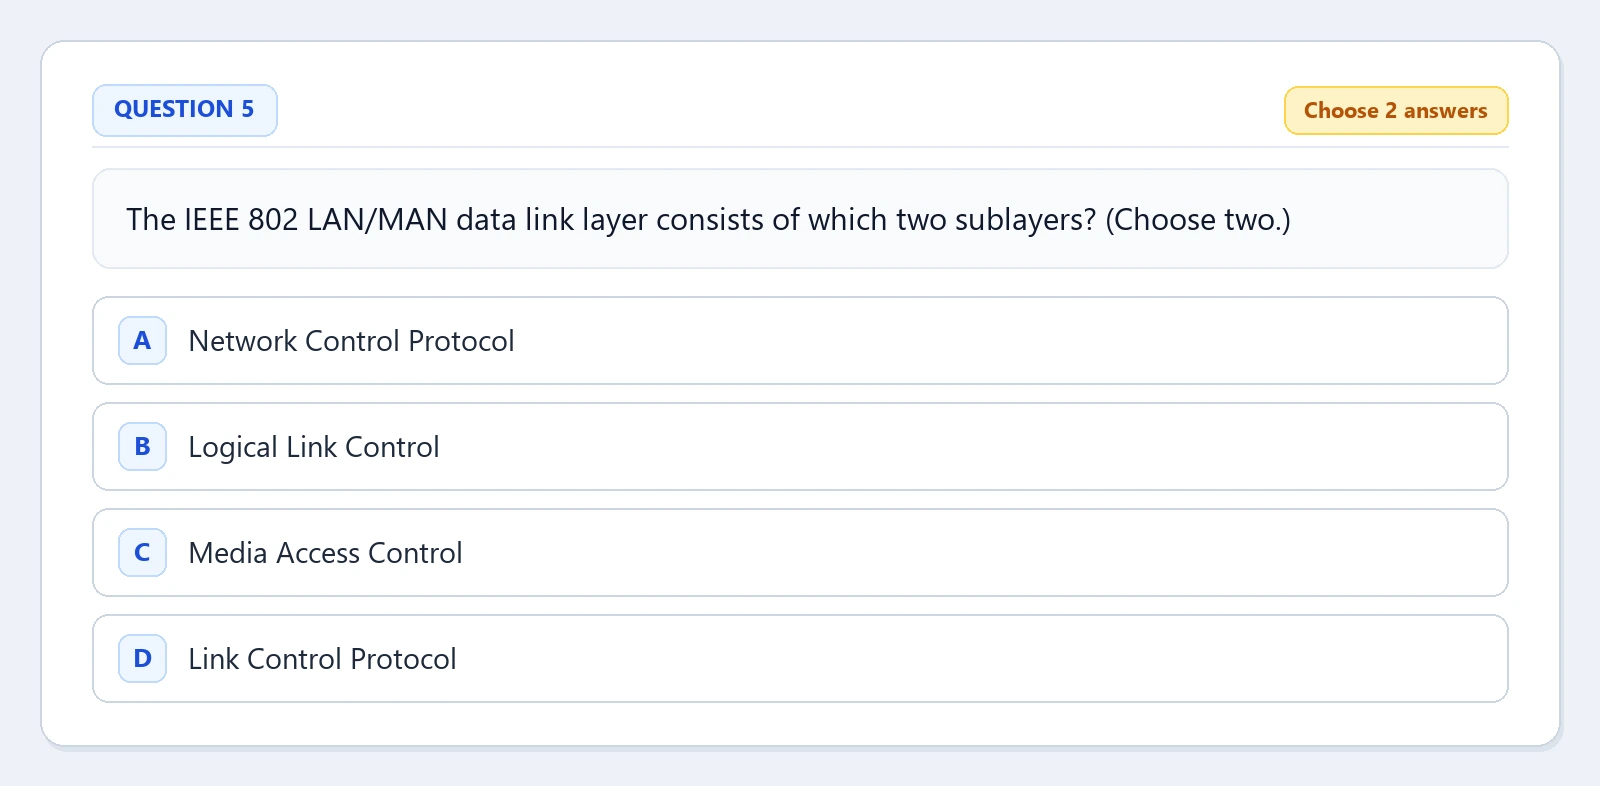 QUESTION 5
Choose 2 answers
The IEEE 802 LAN/MAN data link layer consists of which two sublayers? (Choose two.)
A Network Control Protocol
B Logical Link Control
C Media Access Control
D Link Control Protocol